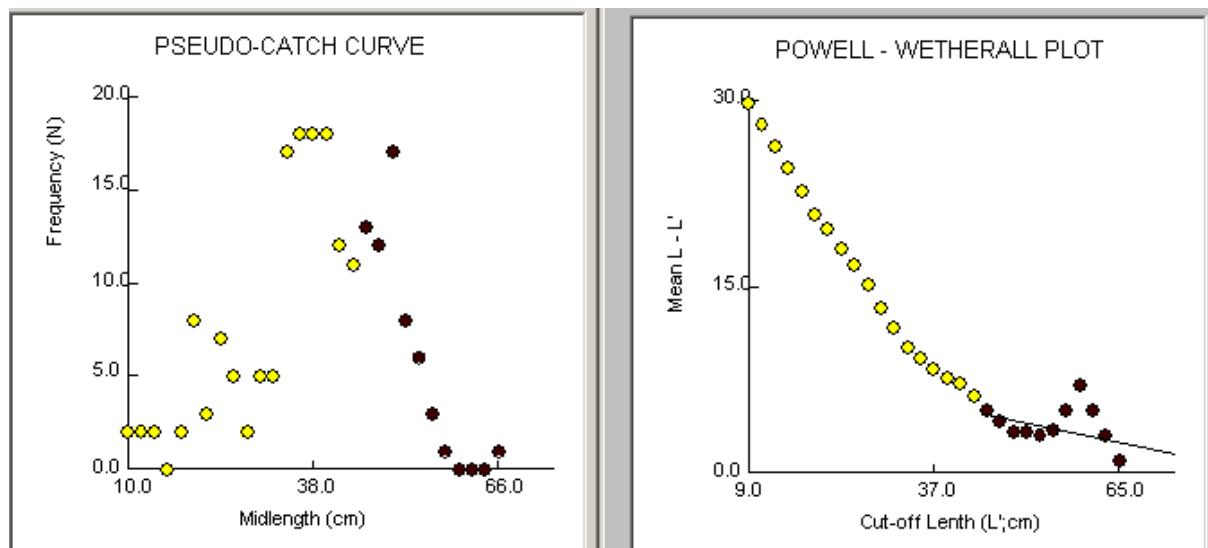 PSEUDO-CATCH CURVE
20.0
15.0
10.0
5.0
0.0
Frequency (N)
10.0 38.0 66.0
Midlength (cm)
POWELL - WETHERALL PLOT
30.0
15.0
0.0
Mean L - L'
9.0 37.0 65.0
Cut-off Lenth (L';cm)